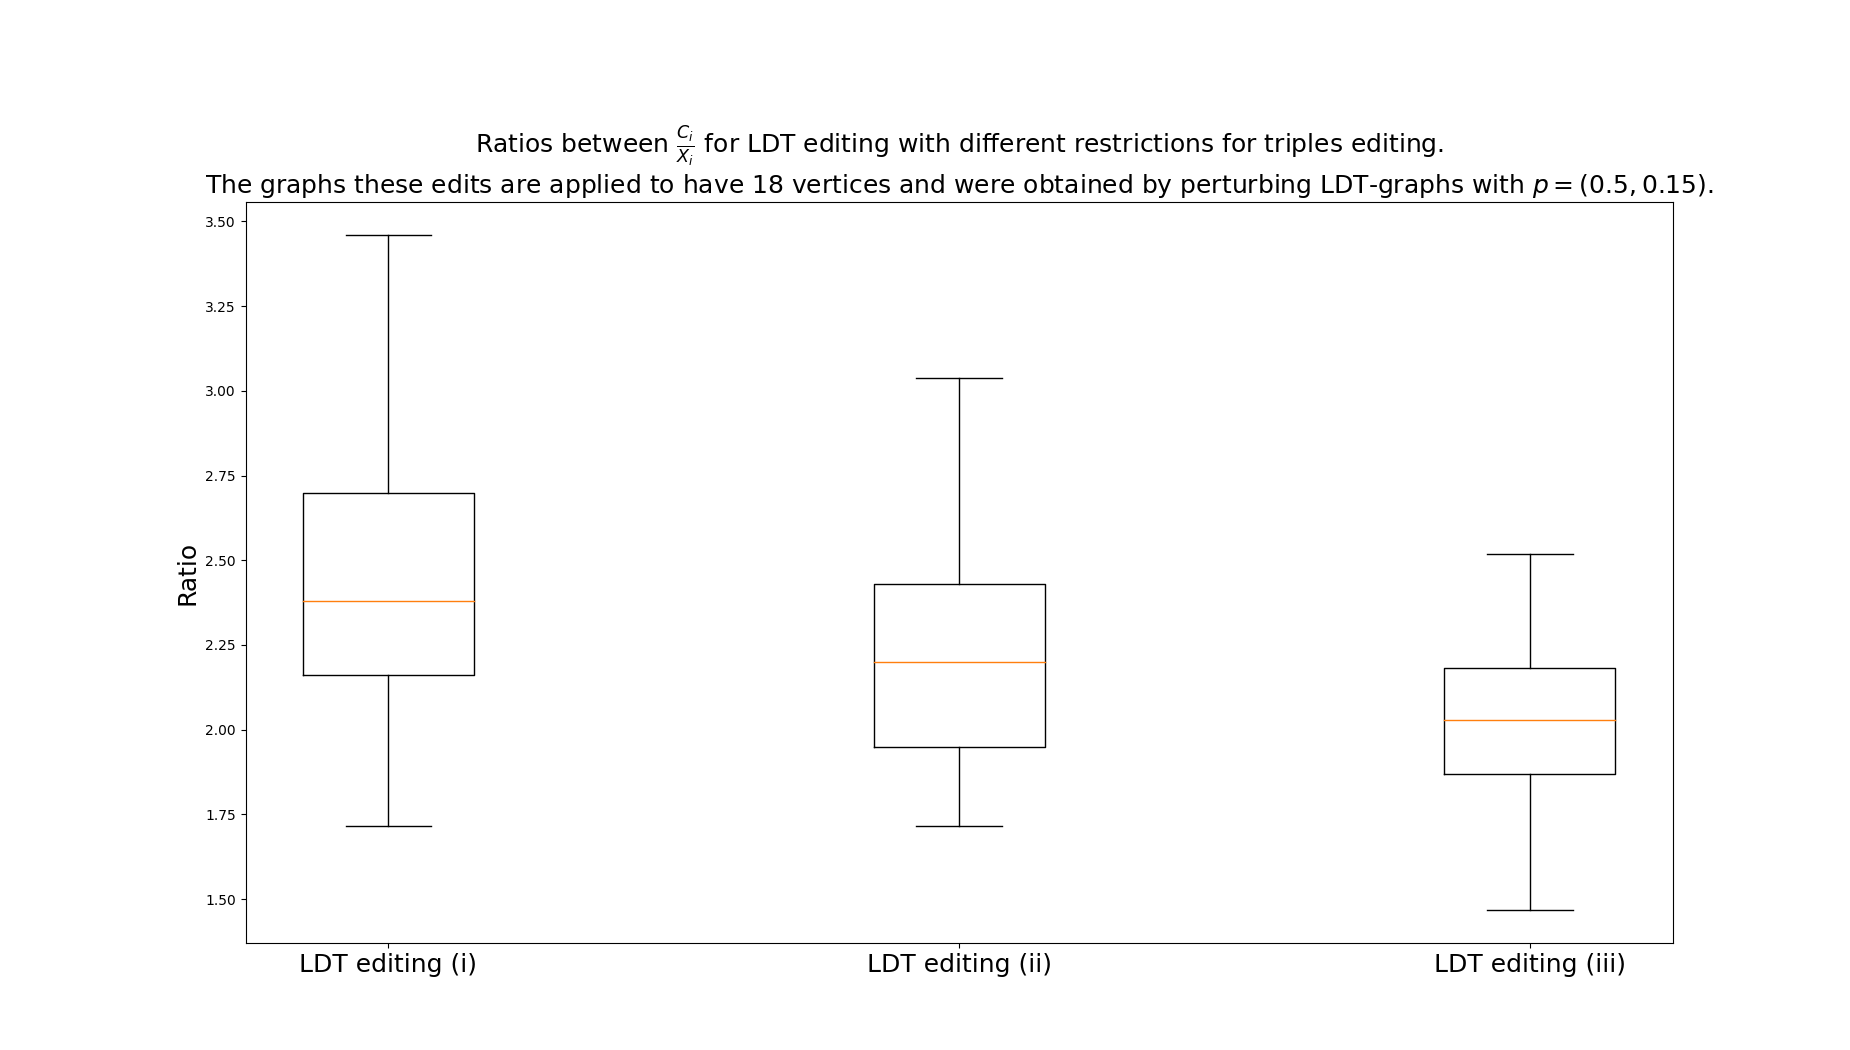 Ratios between $\frac{C_i}{X_i}$ for LDT editing with different restrictions for triples editing.
The graphs these edits are applied to have 18 vertices and were obtained by perturbing LDT-graphs with $p = (0.5, 0.15)$.
3.50
3.25
3.00
2.75
2.50
2.25
2.00
1.75
1.50
Ratio
LDT editing (i)
LDT editing (ii)
LDT editing (iii)